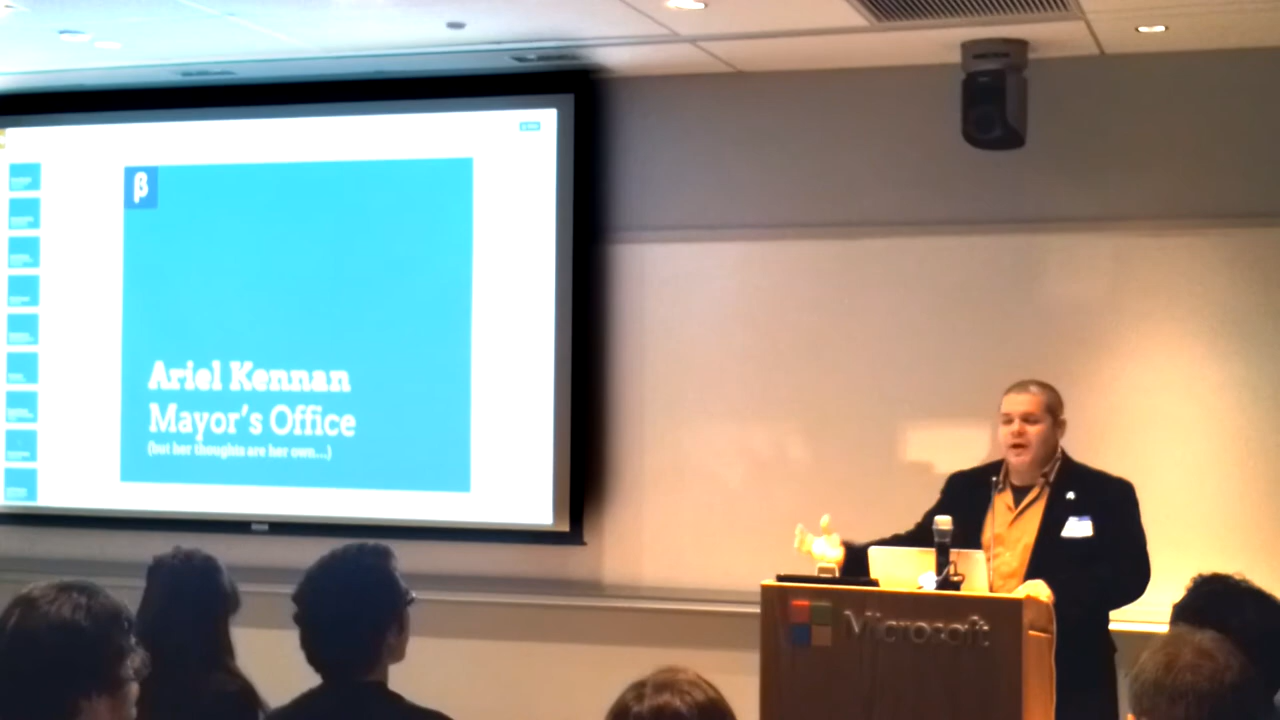 β
Ariel Kennan
Mayor's Office
(but her thoughts are her own...)
Microsoft